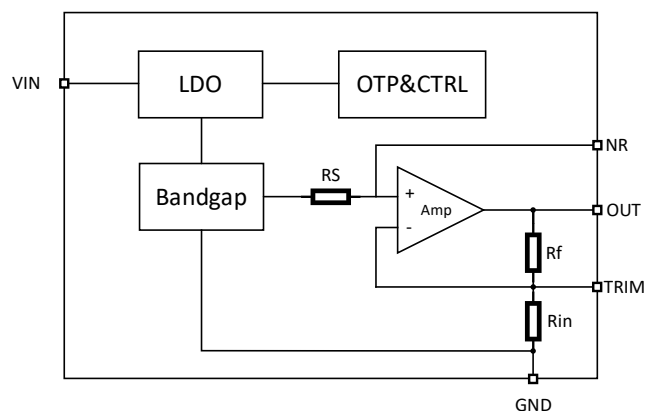 VIN
LDO
OTP&CTRL
NR
Bandgap
RS
+
Amp
-
OUT
Rf
TRIM
Rin
GND